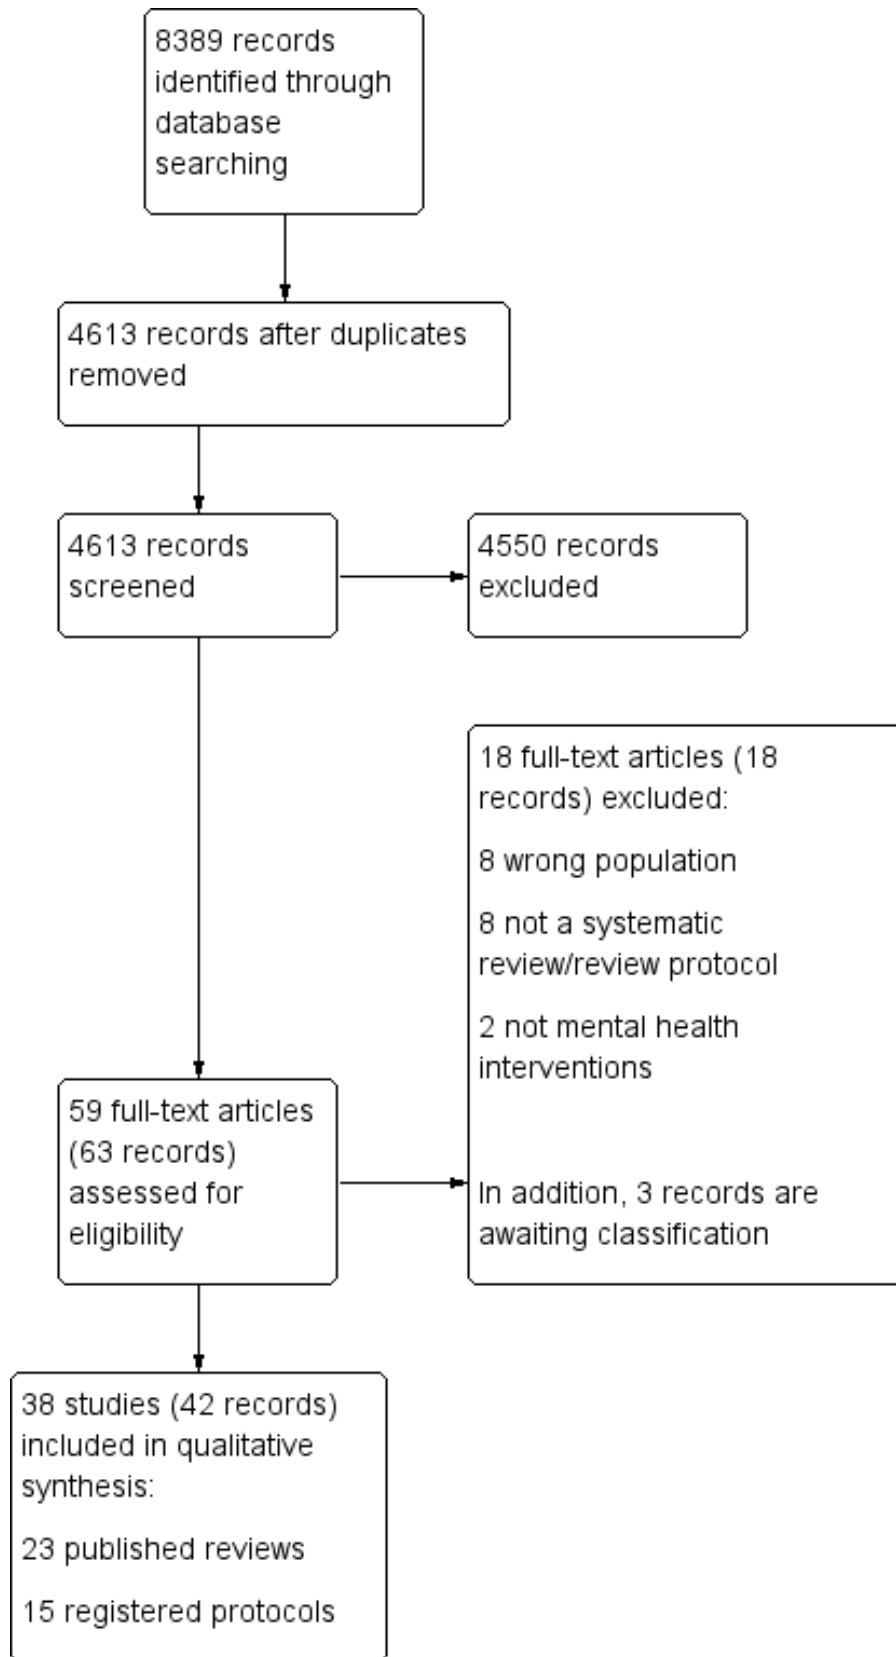 8389 records
identified through
database
searching
4613 records after duplicates
removed
4613 records
screened
4550 records
excluded
18 full-text articles (18
records) excluded:
8 wrong population
8 not a systematic
review/review protocol
2 not mental health
interventions
In addition, 3 records are
awaiting classification
59 full-text articles
(63 records)
assessed for
eligibility
38 studies (42 records)
included in qualitative
synthesis:
23 published reviews
15 registered protocols